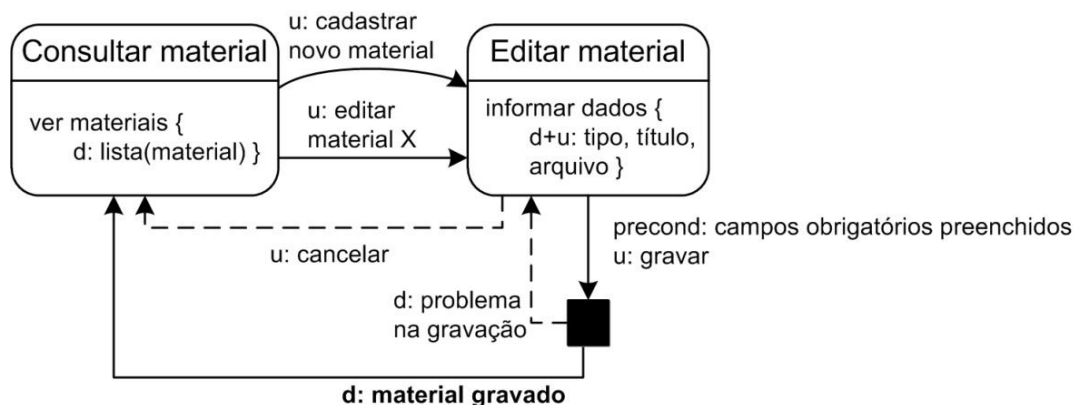 Consultar material
ver materiais {
d: lista(material) }
u: cadastrar
novo material
u: editar
material X
Editar material
informar dados {
d+u: tipo, título,
arquivo }
u: cancelar
precond: campos obrigatórios preenchidos
u: gravar
d: problema
na gravação
d: material gravado